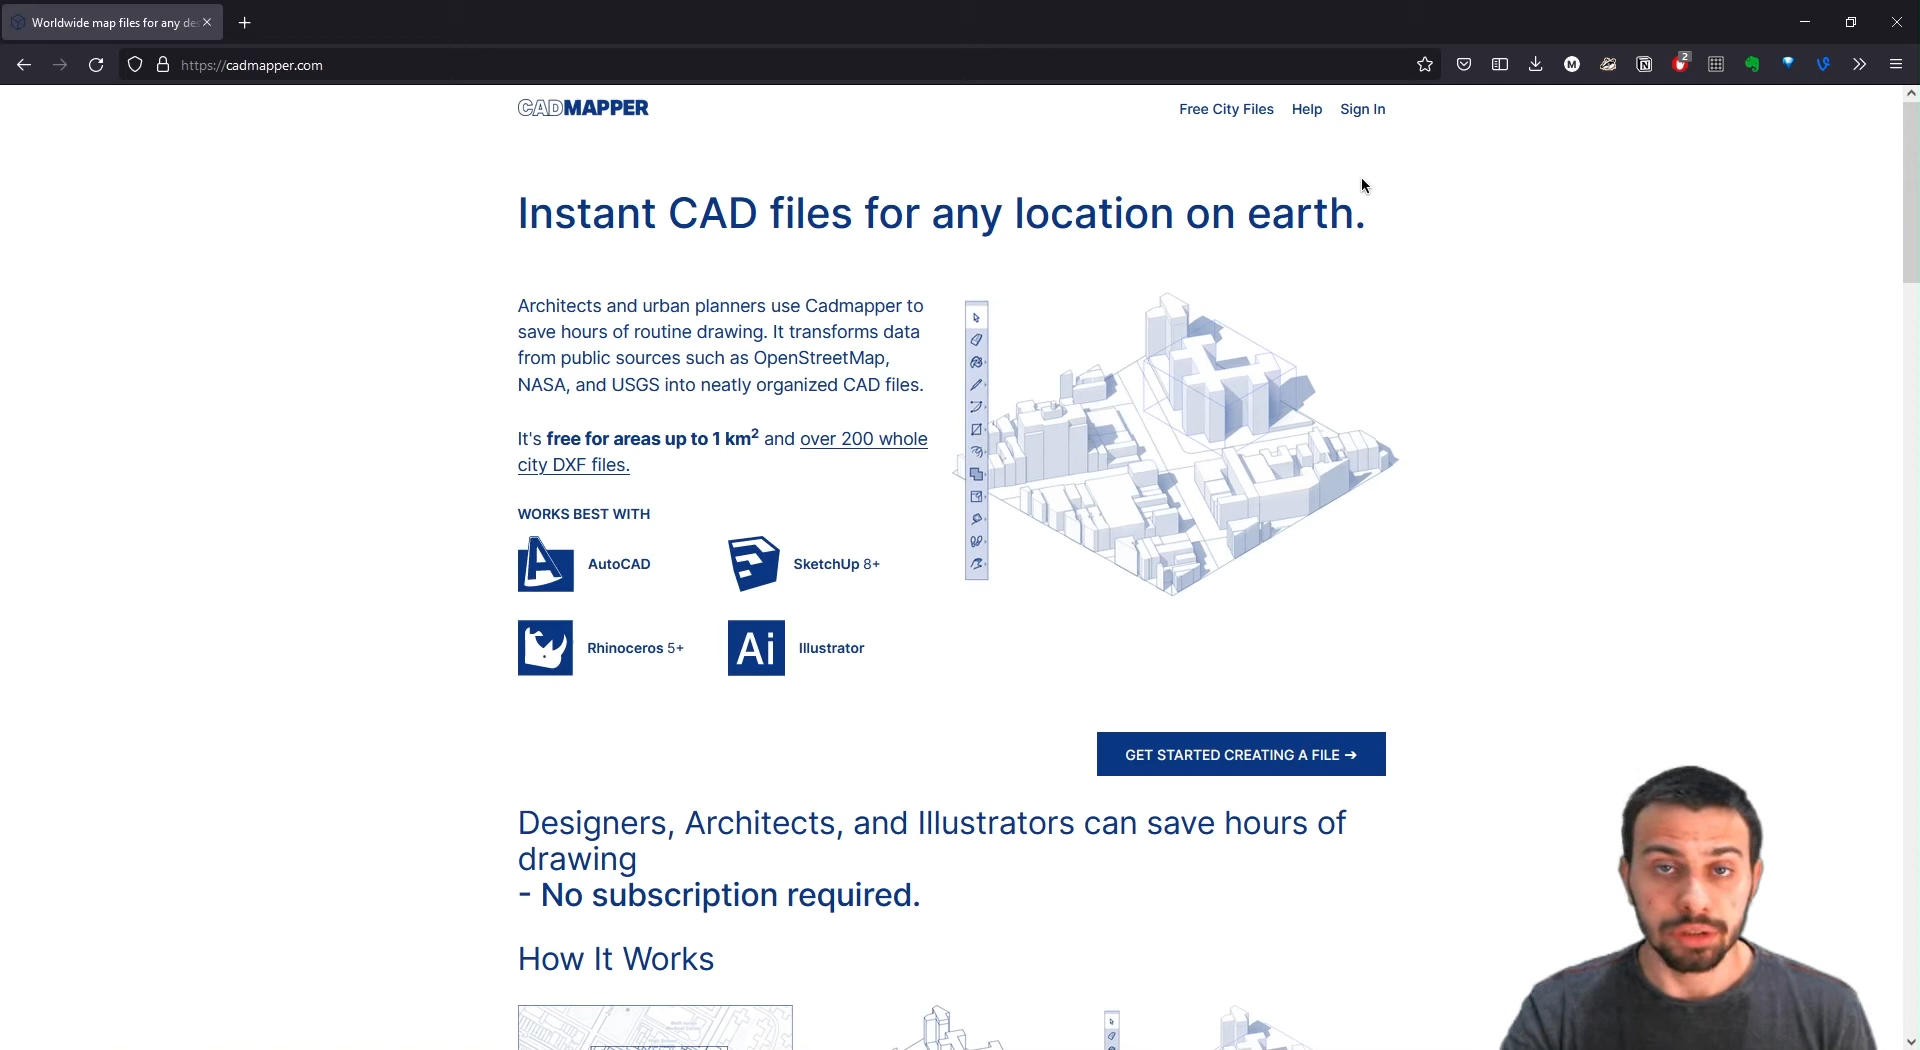 Worldwide map files for any de
https://cadmapper.com
2
CADMAPPER
Free City Files Help Sign In
Instant CAD files for any location on earth.
Architects and urban planners use Cadmapper to
save hours of routine drawing. It transforms data
from public sources such as OpenStreetMap,
NASA, and USGS into neatly organized CAD files.
It's free for areas up to 1 km² and over 200 whole
city DXF files.
WORKS BEST WITH
AutoCAD
SketchUp 8+
Rhinoceros 5+
Ai Illustrator
GET STARTED CREATING A FILE →
Designers, Architects, and Illustrators can save hours of
drawing
- No subscription required.
How It Works